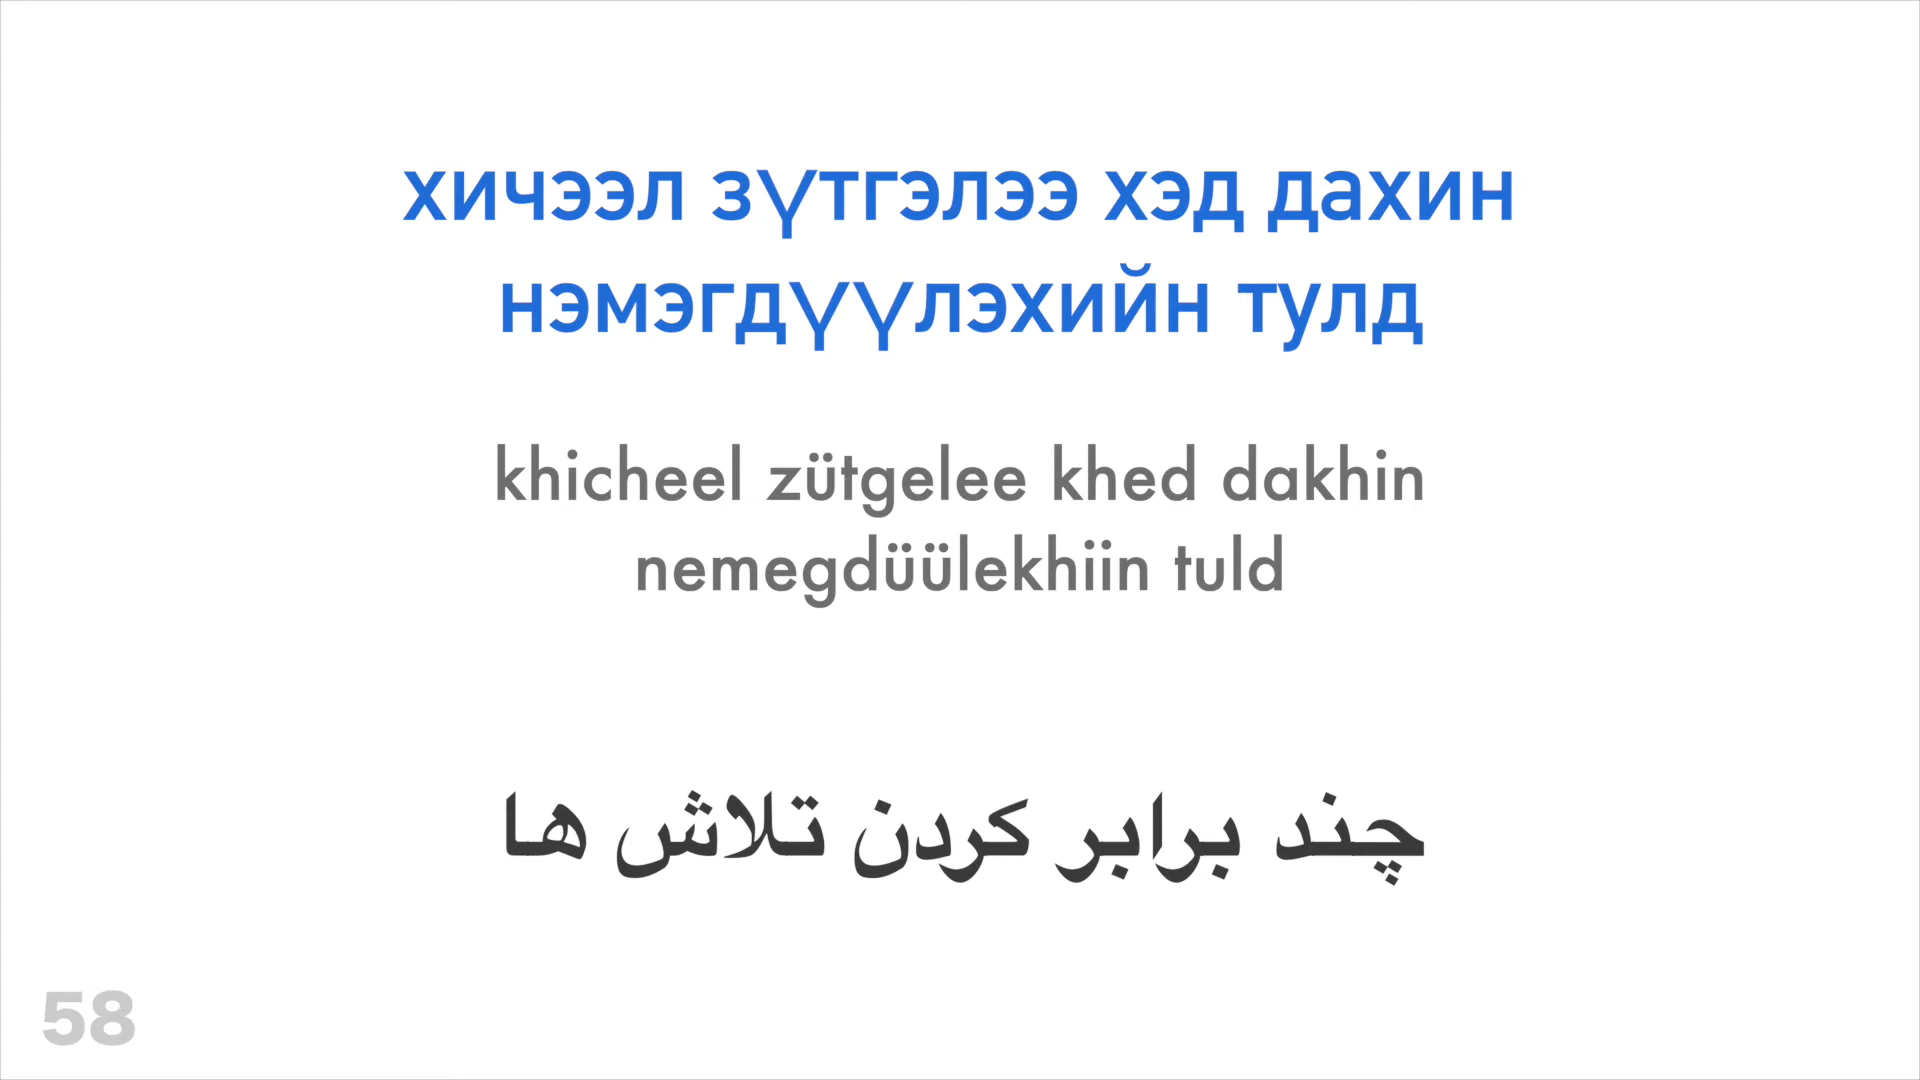 хичээл зүтгэлээ хэд дахин
нэмэгдүүлэхийн тулд
khicheel zütgelee khed dakhin
nemegdüülekhiin tuld
چند برابر کردن تلاش ها
58